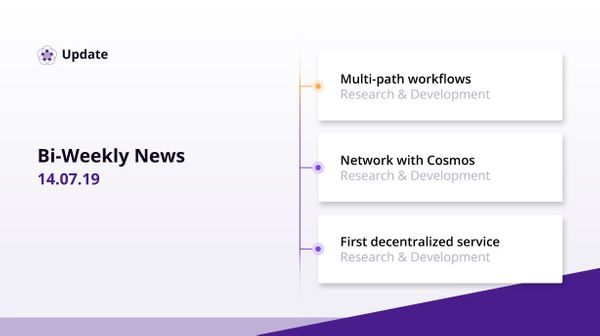 Update
Bi-Weekly News
14.07.19
Multi-path workflows
Research & Development
Network with Cosmos
Research & Development
First decentralized service
Research & Development